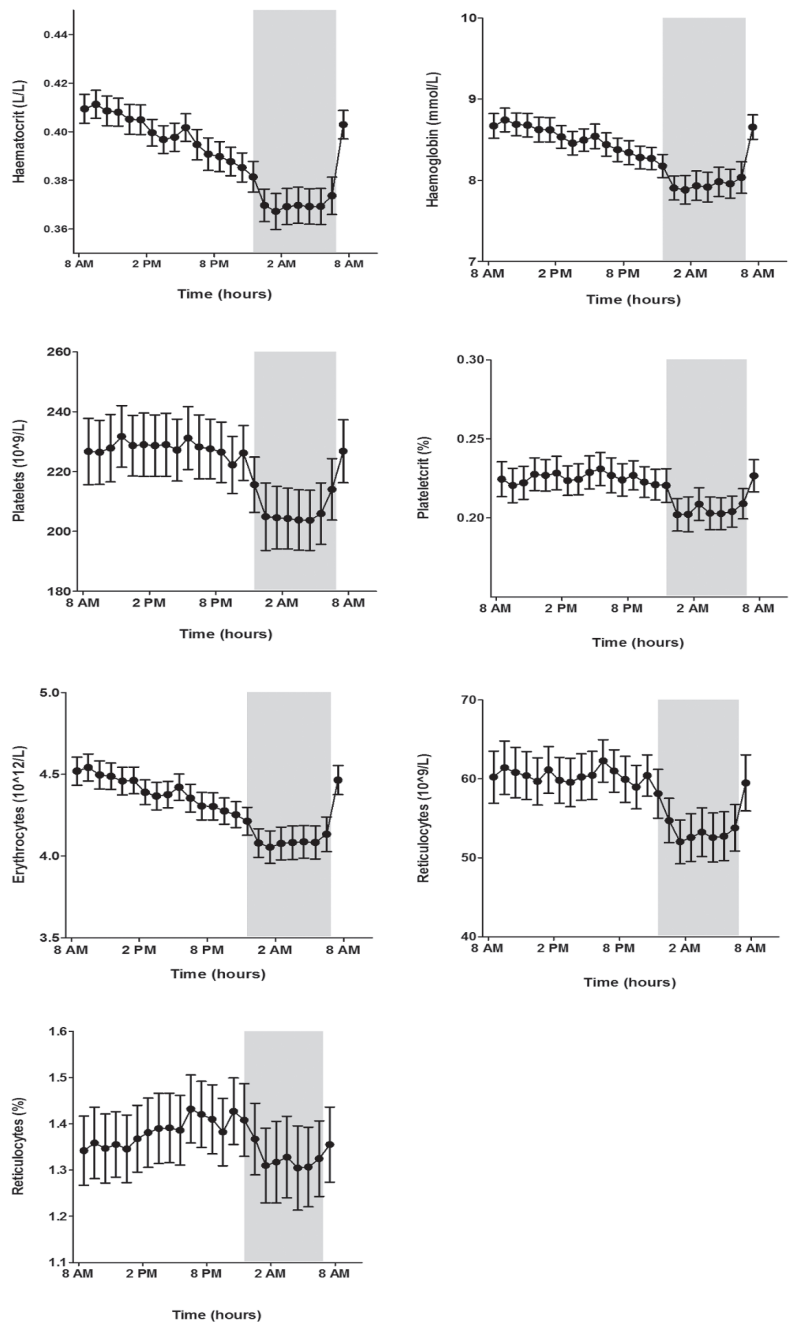 Haematocrit (L/L)
0.44
0.42
0.40
0.38
0.36
8 AM 2 PM 8 PM 2 AM 8 AM
Time (hours)
Haemoglobin (mmol/L)
10
9
8
7
8 AM 2 PM 8 PM 2 AM 8 AM
Time (hours)
Platelets (10^9/L)
260
240
220
200
180
8 AM 2 PM 8 PM 2 AM 8 AM
Time (hours)
Plateletcrit (%)
0.30
0.25
0.20
8 AM 2 PM 8 PM 2 AM 8 AM
Time (hours)
Erythrocytes (10^12/L)
5.0
4.5
4.0
3.5
8 AM 2 PM 8 PM 2 AM 8 AM
Time (hours)
Reticulocytes (10^9/L)
70
60
50
40
8 AM 2 PM 8 PM 2 AM 8 AM
Time (hours)
Reticulocytes (%)
1.6
1.5
1.4
1.3
1.2
1.1
8 AM 2 PM 8 PM 2 AM 8 AM
Time (hours)